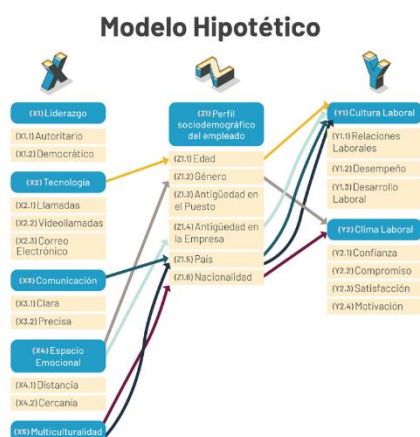 Modelo Hipotético
X
(X1) Liderazgo
(X1.1) Autoritario
(X1.2) Democrático
(X2) Tecnología
(X2.1) Llamadas
(X2.2) Videollamadas
(X2.3) Correo
Electrónico
(X3) Comunicación
(X3.1) Clara
(X3.2) Precisa
(X4) Espacio
Emocional
(X4.1) Distancia
(X4.2) Cercanía
(X5) Multiculturalidad
Z
(Z1) Perfil
sociodemográfico
del empleado
(Z1.1) Edad
(Z1.2) Género
(Z1.3) Antigüedad en
el Puesto
(Z1.4) Antigüedad en
la Empresa
(Z1.5) País
(Z1.6) Nacionalidad
Y
(Y1) Cultura Laboral
(Y1.1) Relaciones
Laborales
(Y1.2) Desempeño
(Y1.3) Desarrollo
Laboral
(Y2) Clima Laboral
(Y2.1) Confianza
(Y2.2) Compromiso
(Y2.3) Satisfacción
(Y2.4) Motivación